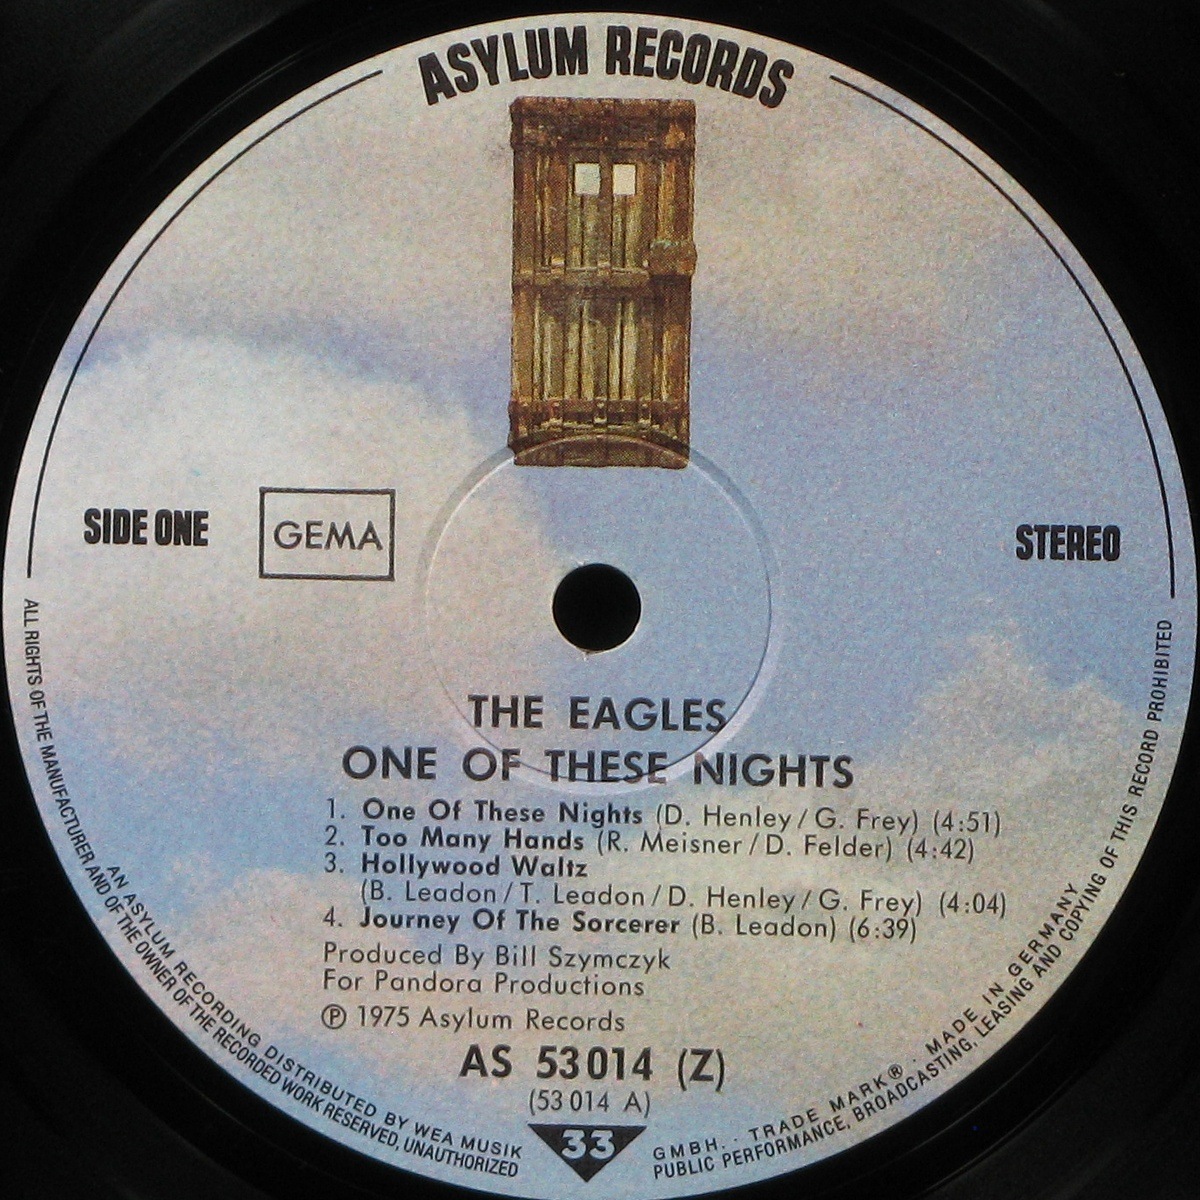 ASYLUM RECORDS
SIDE ONE
GEMA
STEREO
THE EAGLES
ONE OF THESE NIGHTS
1. One Of These Nights (D. Henley / G. Frey) (4:51)
2. Too Many Hands (R. Meisner / D. Felder) (4:42)
3. Hollywood Waltz
(B. Leadon / T. Leadon / D. Henley / G. Frey) (4:04)
4. Journey Of The Sorcerer (B. Leadon) (6:39)
Produced By Bill Szymczyk
For Pandora Productions
℗ 1975 Asylum Records
AS 53 014 (Z)
(53 014 A)
33
AN ASYLUM RECORDING DISTRIBUTED BY WEA MUSIK GMBH. · TRADE MARK® · MADE IN GERMANY
ALL RIGHTS OF THE MANUFACTURER AND OF THE OWNER OF THE RECORDED WORK RESERVED, UNAUTHORIZED PUBLIC PERFORMANCE, BROADCASTING, LEASING AND COPYING OF THIS RECORD PROHIBITED